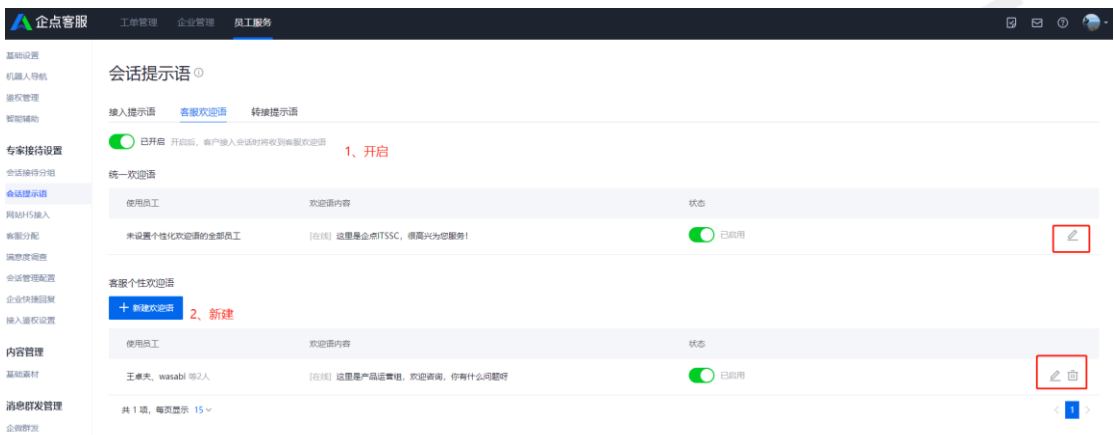 企点客服 工单管理 企业管理 员工服务
基础设置
机器人导航
鉴权管理
智能辅助
专家接待设置
会话接待分组
会话提示语
网站H5接入
客服分配
满意度调查
会话管理配置
企业快捷回复
接入鉴权设置
内容管理
基础素材
消息群发管理
企微群发
会话提示语
接入提示语 客服欢迎语 转接提示语
已开启 开启后，客户接入会话时将收到客服欢迎语
1、开启
统一欢迎语
使用员工 欢迎语内容 状态
未设置个性化欢迎语的全部员工 [在线] 这里是企点ITSSC，很高兴为您服务！ 已启用
客服个性欢迎语
新建欢迎语
2、新建
使用员工 欢迎语内容 状态
王卓夫、wasabi 等2人 [在线] 这里是产品运营组，欢迎咨询，你有什么问题呀 已启用
共 1 项，每页显示 15
1